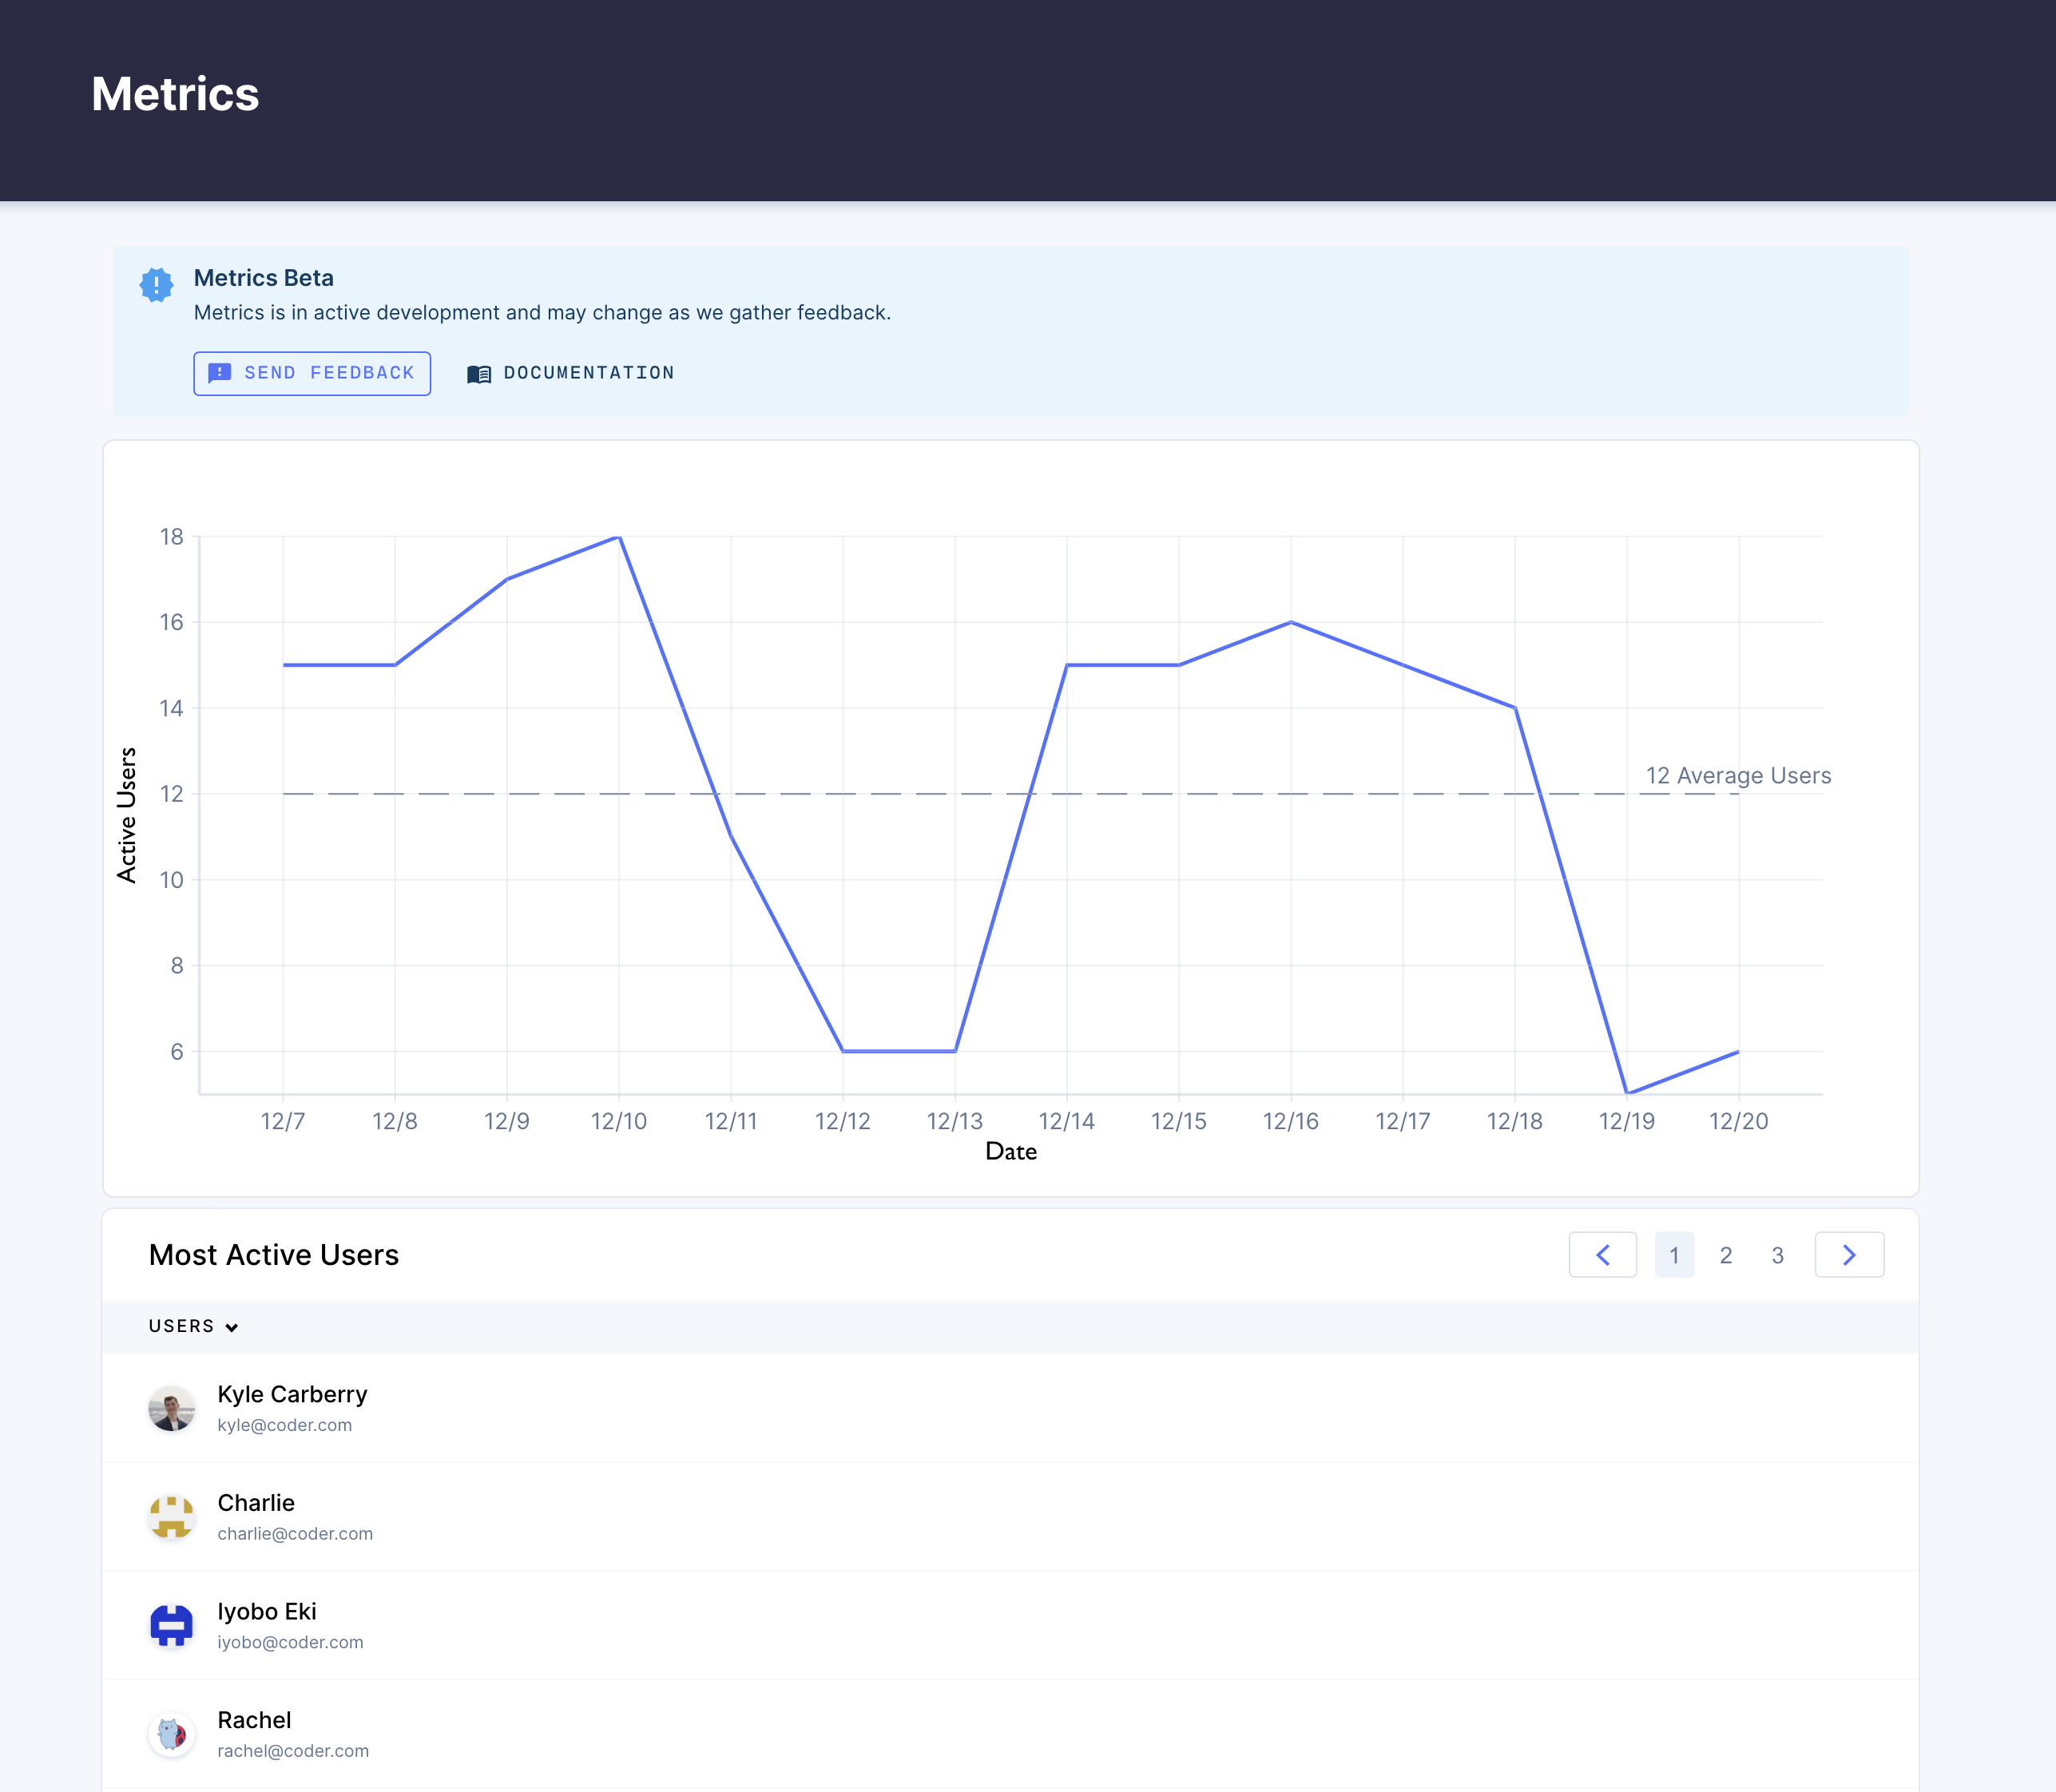 Metrics
Metrics Beta
Metrics is in active development and may change as we gather feedback.
SEND FEEDBACK
DOCUMENTATION
18
16
14
12
10
8
6
Active Users
12 Average Users
12/7 12/8 12/9 12/10 12/11 12/12 12/13 12/14 12/15 12/16 12/17 12/18 12/19 12/20
Date
Most Active Users
1 2 3
USERS
Kyle Carberry
kyle@coder.com
Charlie
charlie@coder.com
Iyobo Eki
iyobo@coder.com
Rachel
rachel@coder.com